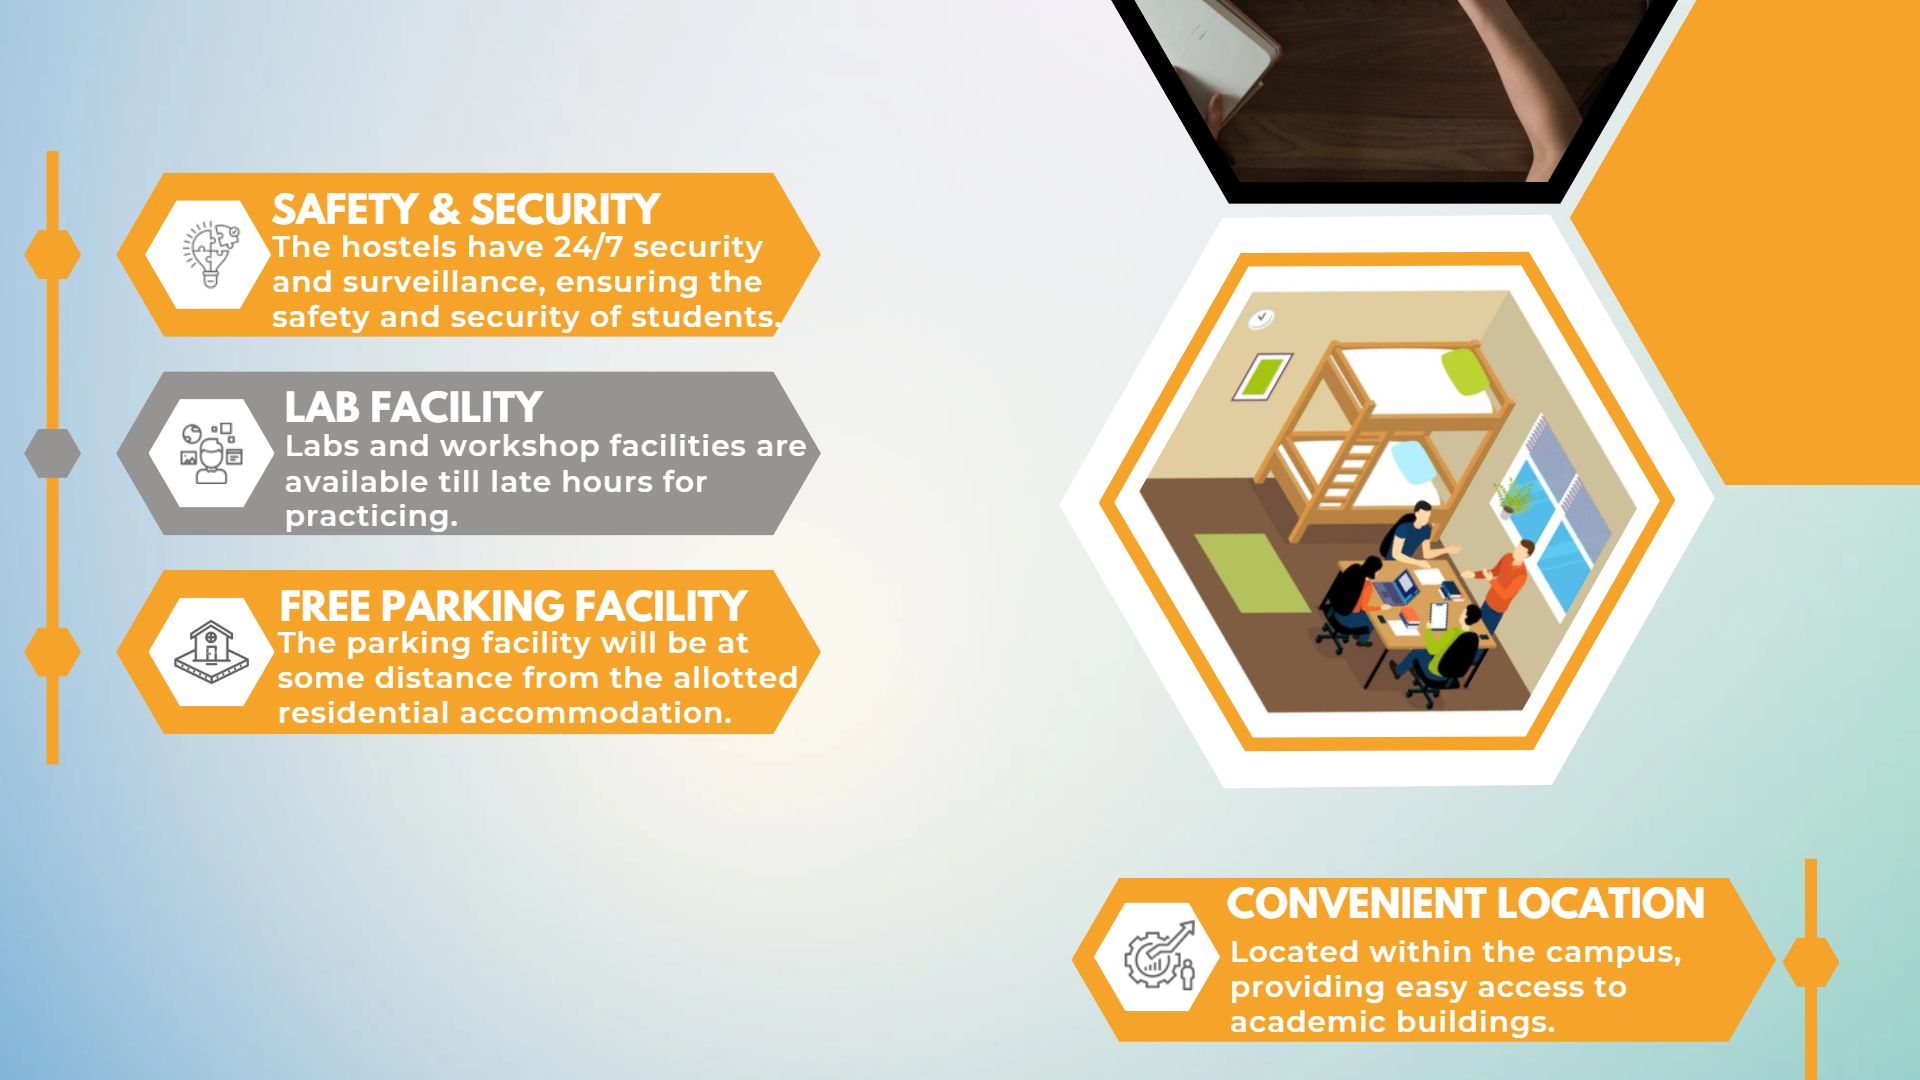 SAFETY & SECURITY
The hostels have 24/7 security
and surveillance, ensuring the
safety and security of students.
LAB FACILITY
Labs and workshop facilities are
available till late hours for
practicing.
FREE PARKING FACILITY
The parking facility will be at
some distance from the allotted
residential accommodation.
CONVENIENT LOCATION
Located within the campus,
providing easy access to
academic buildings.